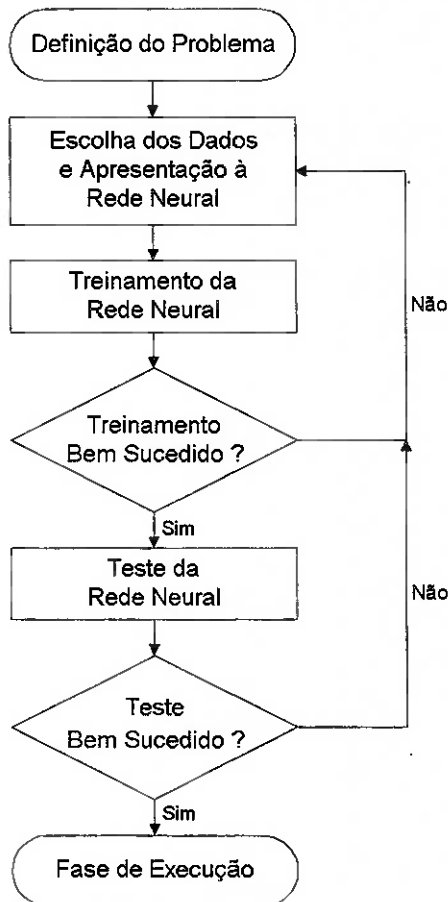 Definição do Problema
Escolha dos Dados
e Apresentação à
Rede Neural
Treinamento da
Rede Neural
Não
Treinamento
Bem Sucedido ?
Sim
Teste da
Rede Neural
Não
Teste
Bem Sucedido ?
Sim
Fase de Execução